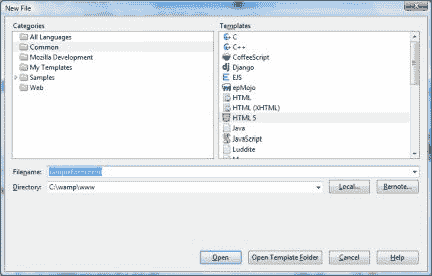 New File
Categories
All Languages
Common
Mozilla Development
My Templates
Samples
Web
Templates
C
C++
CoffeeScript
Django
EJS
epMojo
HTML
HTML (XHTML)
HTML 5
Java
JavaScript
Luddite
Filename:
Directory: C:\wamp\www
Local...
Remote...
Open
Open Template Folder
Cancel
Help